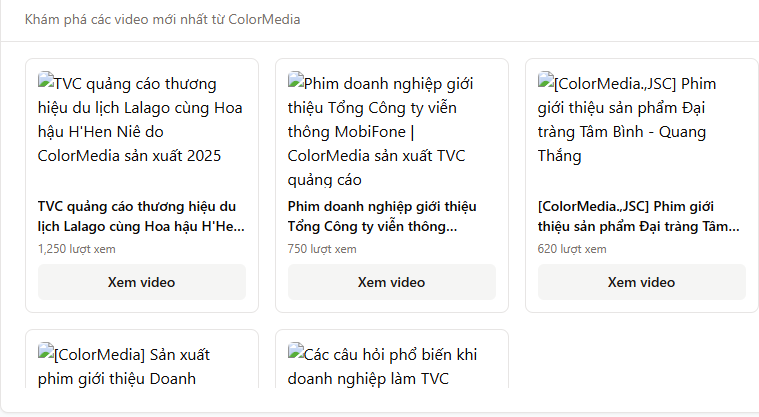 Khám phá các video mới nhất từ ColorMedia
TVC quảng cáo thương
hiệu du lịch Lalago cùng Hoa
hậu H'Hen Niê do
ColorMedia sản xuất 2025
TVC quảng cáo thương hiệu du
lịch Lalago cùng Hoa hậu H'He...
1,250 lượt xem
Xem video
Phim doanh nghiệp giới
thiệu Tổng Công ty viễn
thông MobiFone |
ColorMedia sản xuất TVC
quảng cáo
Phim doanh nghiệp giới thiệu
Tổng Công ty viễn thông...
750 lượt xem
Xem video
[ColorMedia.,JSC] Phim
giới thiệu sản phẩm Đại
tràng Tâm Bình - Quang
Thắng
[ColorMedia.,JSC] Phim giới
thiệu sản phẩm Đại tràng Tâm...
620 lượt xem
Xem video
[ColorMedia] Sản xuất
phim giới thiệu Doanh
Các câu hỏi phổ biến khi
doanh nghiệp làm TVC